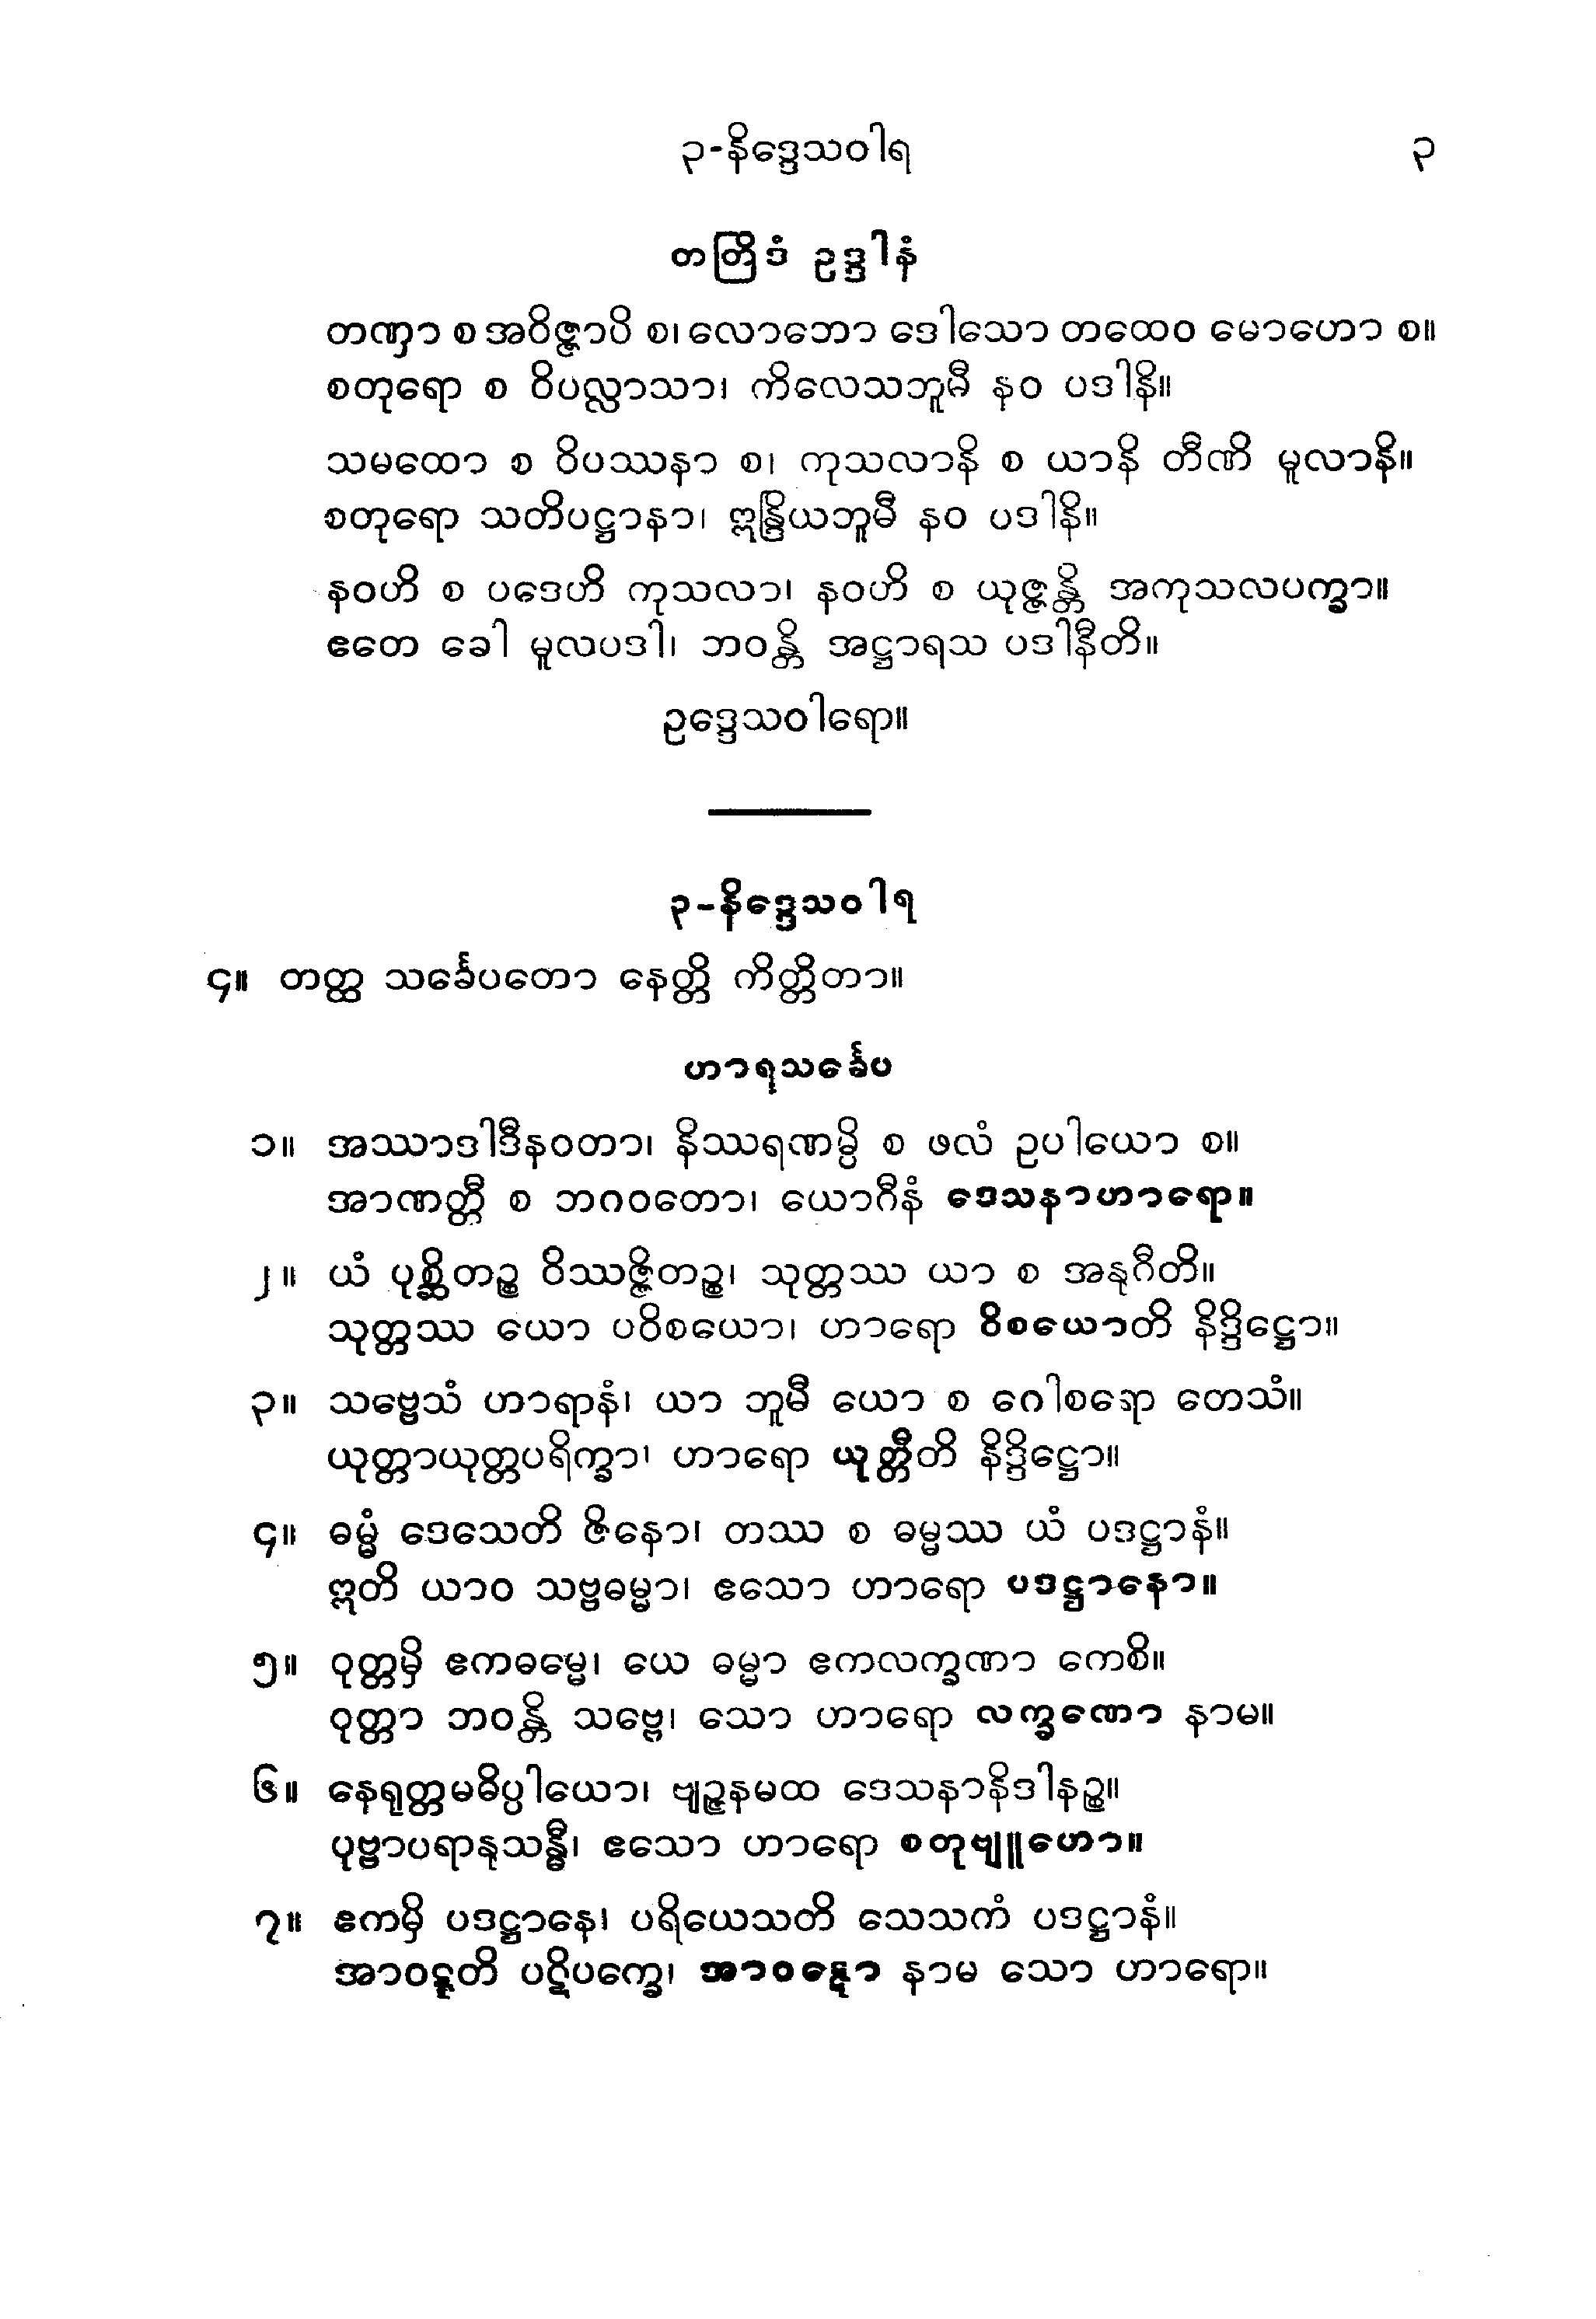 ၃-နိဒ္ဒေသဝါရ ၃
တတြိဒံ ဥဒ္ဒါနံ
တဏှာ စ အဝိဇ္ဇာပိ စ၊ လောဘော ဒေါသော တထေဝ မောဟော စ။
စတုရော စ ဝိပလ္လာသာ၊ ကိလေသဘူမီ နဝ ပဒါနိ။
သမထော စ ဝိပဿနာ စ၊ ကုသလာနိ စ ယာနိ တီဏိ မူလာနိ။
စတုရော သတိပဋ္ဌာနာ၊ ဣန္ဒြိယဘူမီ နဝ ပဒါနိ။
နဝဟိ စ ပဒေဟိ ကုသလာ၊ နဝဟိ စ ယုဇ္ဇန္တိ အကုသလပက္ခာ။
ဧတေ ခေါ မူလပဒါ၊ ဘဝန္တိ အဋ္ဌာရသ ပဒါနီတိ။
ဥဒ္ဒေသဝါရော။
၃-နိဒ္ဒေသဝါရ
၄။ တတ္ထ သင်္ခေပတော နေတ္တိ ကိတ္တိတာ။
ဟာရသင်္ခေပ
၁။ အဿာဒါဒီနဝတာ၊ နိဿရဏမ္ပိ စ ဖလံ ဥပါယော စ။
အာဏတ္တီ စ ဘဂဝတော၊ ယောဂီနံ ဒေသနာဟာရော။
၂။ ယံ ပုစ္ဆိတဉ္စ ဝိဿဇ္ဇိတဉ္စ၊ သုတ္တဿ ယာ စ အနုဂီတိ။
သုတ္တဿ ယော ပဝိစယော၊ ဟာရော ဝိစယောတိ နိဒ္ဒိဋ္ဌော။
၃။ သဗ္ဗေသံ ဟာရာနံ၊ ယာ ဘူမီ ယော စ ဂေါစရော တေသံ။
ယုတ္တာယုတ္တပရိက္ခာ၊ ဟာရော ယုတ္တီတိ နိဒ္ဒိဋ္ဌော။
၄။ ဓမ္မံ ဒေသေတိ ဇိနော၊ တဿ စ ဓမ္မဿ ယံ ပဒဋ္ဌာနံ။
ဣတိ ယာဝ သဗ္ဗဓမ္မာ၊ ဧသော ဟာရော ပဒဋ္ဌာနော။
၅။ ဝုတ္တမှိ ဧကဓမ္မေ၊ ယေ ဓမ္မာ ဧကလက္ခဏာ ကေစိ။
ဝုတ္တာ ဘဝန္တိ သဗ္ဗေ၊ သော ဟာရော လက္ခဏော နာမ။
၆။ နေရုတ္တမဓိပ္ပါယော၊ ဗျဉ္ဇနမထ ဒေသနာနိဒါနဉ္စ။
ပုဗ္ဗာပရာနုသန္ဓီ၊ ဧသော ဟာရော စတုဗျူဟော။
၇။ ဧကမှိ ပဒဋ္ဌာနေ၊ ပရိယေသတိ သေသကံ ပဒဋ္ဌာနံ။
အာဝဋ္ဋတိ ပဋိပက္ခေ၊ အာဝဋ္ဋော နာမ သော ဟာရော။